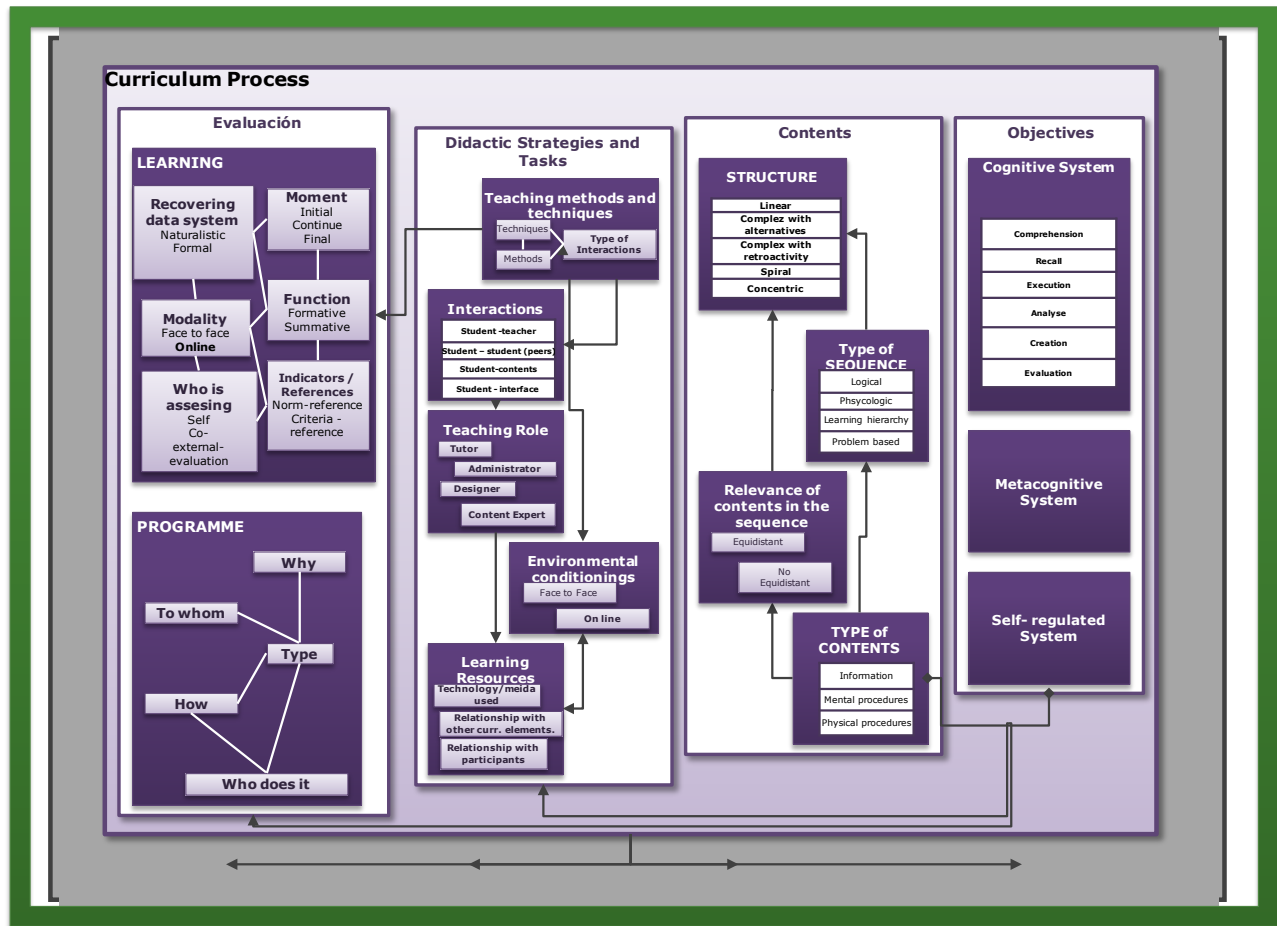 Curriculum Process
Evaluación
LEARNING
Recovering
data system
Naturalistic
Formal
Moment
Initial
Continue
Final
Modality
Face to face
Online
Function
Formative
Summative
Who is
assesing
Self
Co-
external-
evaluation
Indicators /
References
Norm-reference
Criteria -
reference
PROGRAMME
Why
To whom
Type
How
Who does it
Didactic Strategies and
Tasks
Teaching methods and
techniques
Techniques
Methods
Type of
Interactions
Interactions
Student -teacher
Student – student (peers)
Student-contents
Student - interface
Teaching Role
Tutor
Administrator
Designer
Content Expert
Environmental
conditionings
Face to Face
On line
Learning
Resources
Technology/meida
used
Relationship with
other curr. elements.
Relationship with
participants
Contents
STRUCTURE
Linear
Complez with
alternatives
Complex with
retroactivity
Spiral
Concentric
Type of
SEQUENCE
Logical
Phsycologic
Learning hierarchy
Problem based
Relevance of
contents in the
sequence
Equidistant
No
Equidistant
TYPE of
CONTENTS
Information
Mental procedures
Physical procedures
Objectives
Cognitive System
Comprehension
Recall
Execution
Analyse
Creation
Evaluation
Metacognitive
System
Self- regulated
System